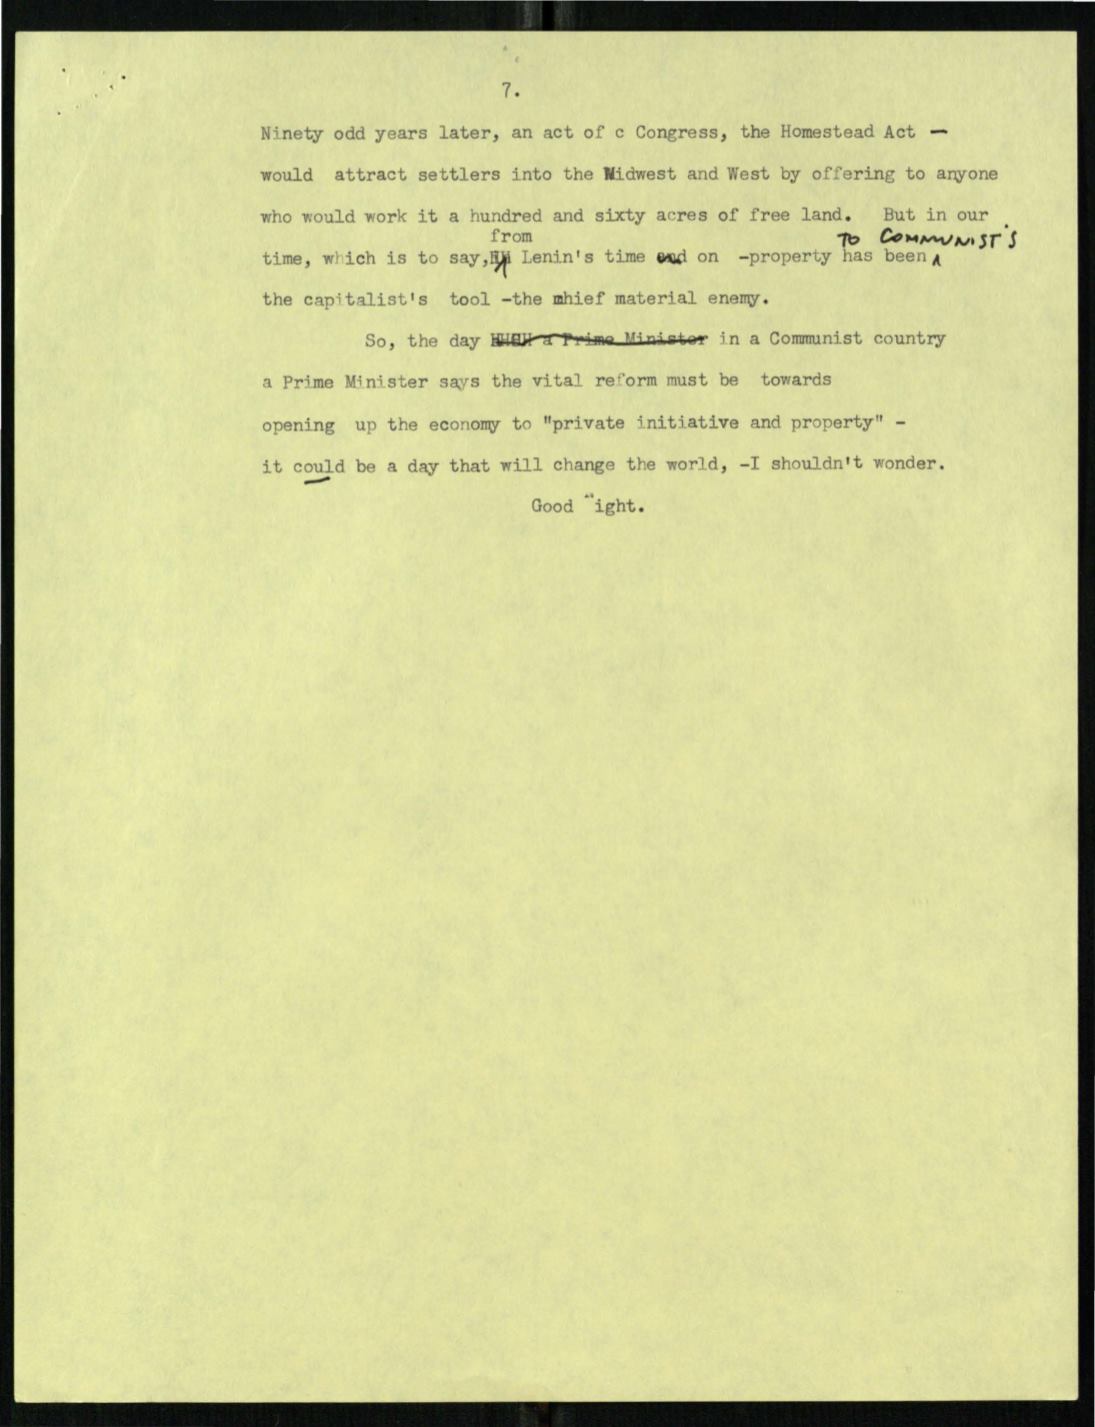 7.
Ninety odd years later, an act of c Congress, the Homestead Act —
would attract settlers into the Midwest and West by offering to anyone
who would work it a hundred and sixty acres of free land. But in our
from TO COMMUNIST'S
time, which is to say, Lenin's time and on -property has been
the capitalist's tool -the mhief material enemy.
So, the day a Prime Minister in a Communist country
a Prime Minister says the vital reform must be towards
opening up the economy to "private initiative and property" -
it could be a day that will change the world, -I shouldn't wonder.
Good Night.